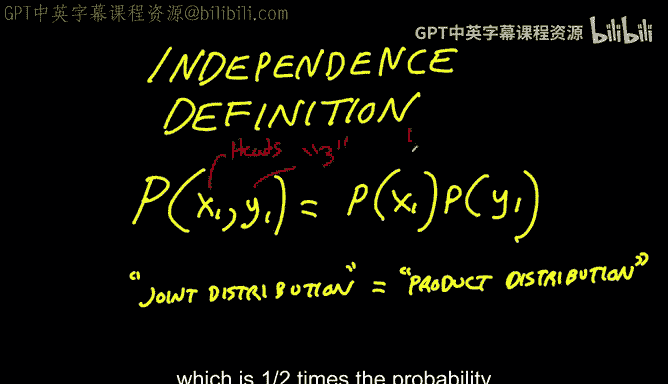 GPT中英字幕课程资源@bilibili.com
GPT中英字幕课程资源 bilibili
INDEPENDENCE
DEFINITION
Heads "3"
P(x₁, y₁) = P(x₁)P(y₁)
"JOINT DISTRIBUTION" = "PRODUCT DISTRIBUTION"
which is 1/2 times the probability